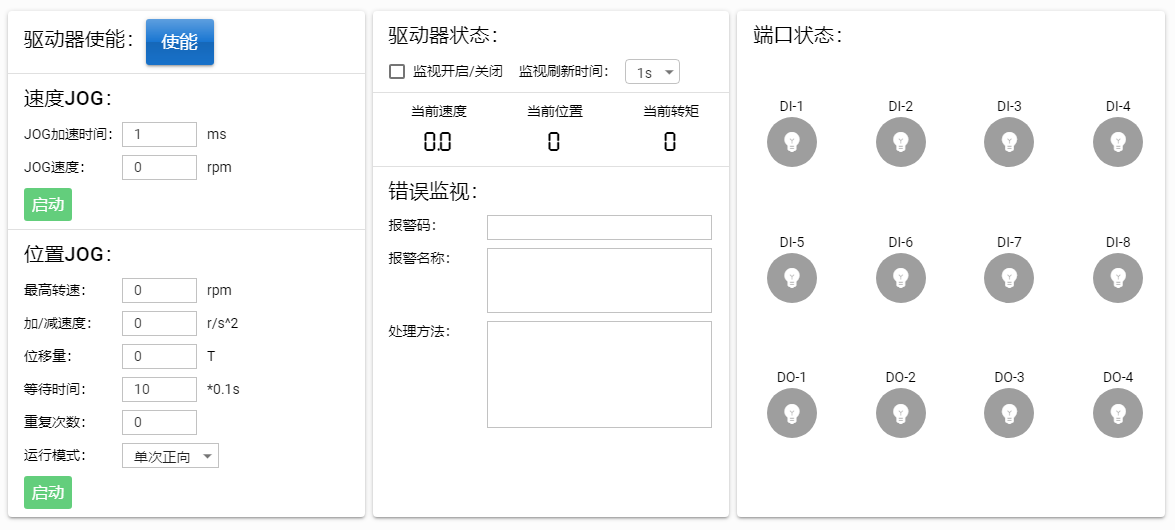 驱动器使能： 使能
速度JOG：
JOG加速时间： 1 ms
JOG速度： 0 rpm
启动
位置JOG：
最高转速： 0 rpm
加/减速度： 0 r/s^2
位移量： 0 T
等待时间： 10 *0.1s
重复次数： 0
运行模式： 单次正向
启动
驱动器状态：
监视开启/关闭 监视刷新时间： 1s
当前速度 当前位置 当前转矩
0.0 0 0
错误监视：
报警码：
报警名称：
处理方法：
端口状态：
DI-1 DI-2 DI-3 DI-4
DI-5 DI-6 DI-7 DI-8
DO-1 DO-2 DO-3 DO-4